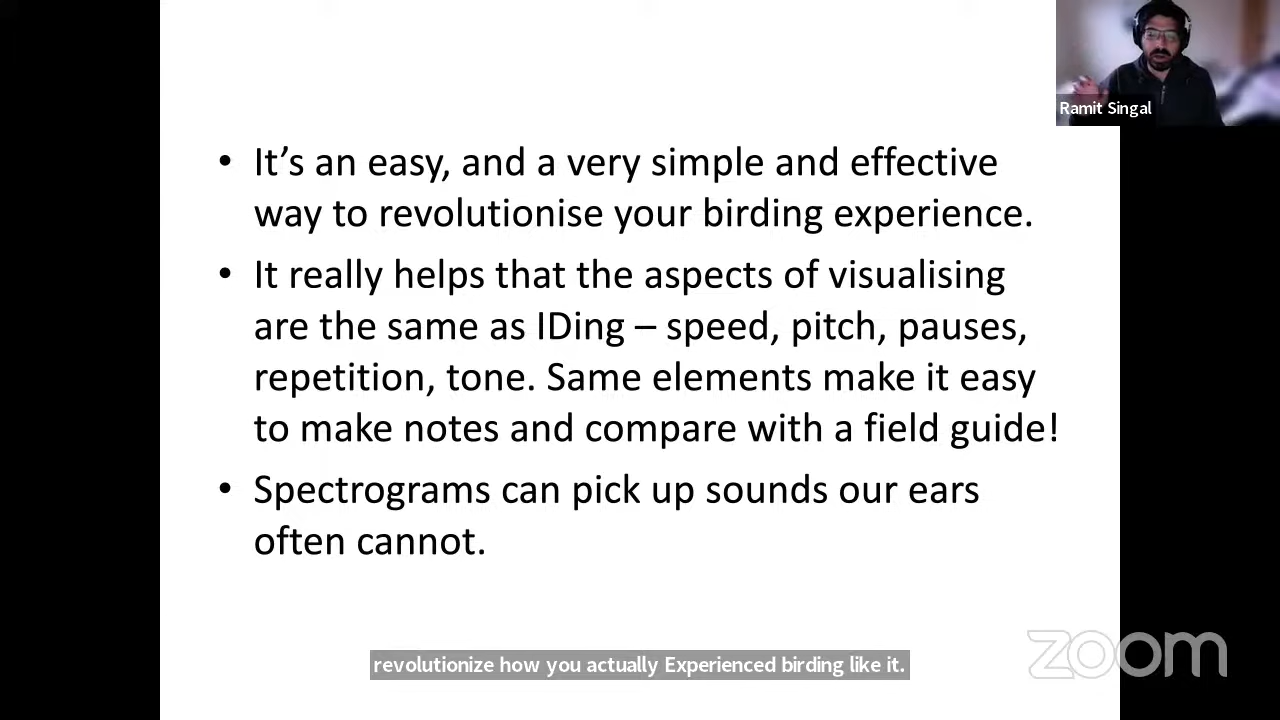 Ramit Singal
• It's an easy, and a very simple and effective
way to revolutionise your birding experience.
• It really helps that the aspects of visualising
are the same as IDing – speed, pitch, pauses,
repetition, tone. Same elements make it easy
to make notes and compare with a field guide!
• Spectrograms can pick up sounds our ears
often cannot.
revolutionize how you actually Experienced birding like it.
zoom